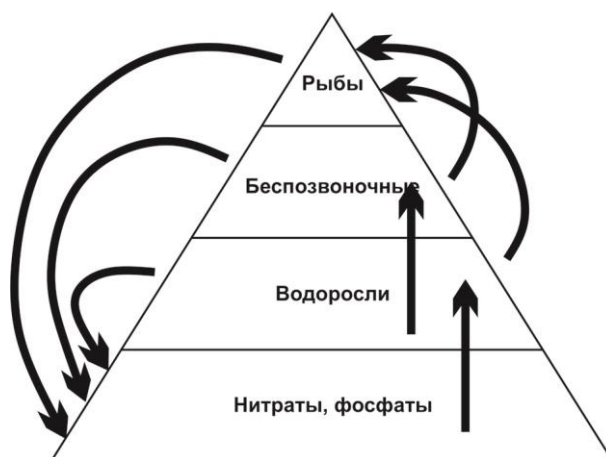 Рыбы
Беспозвоночные
Водоросли
Нитраты, фосфаты